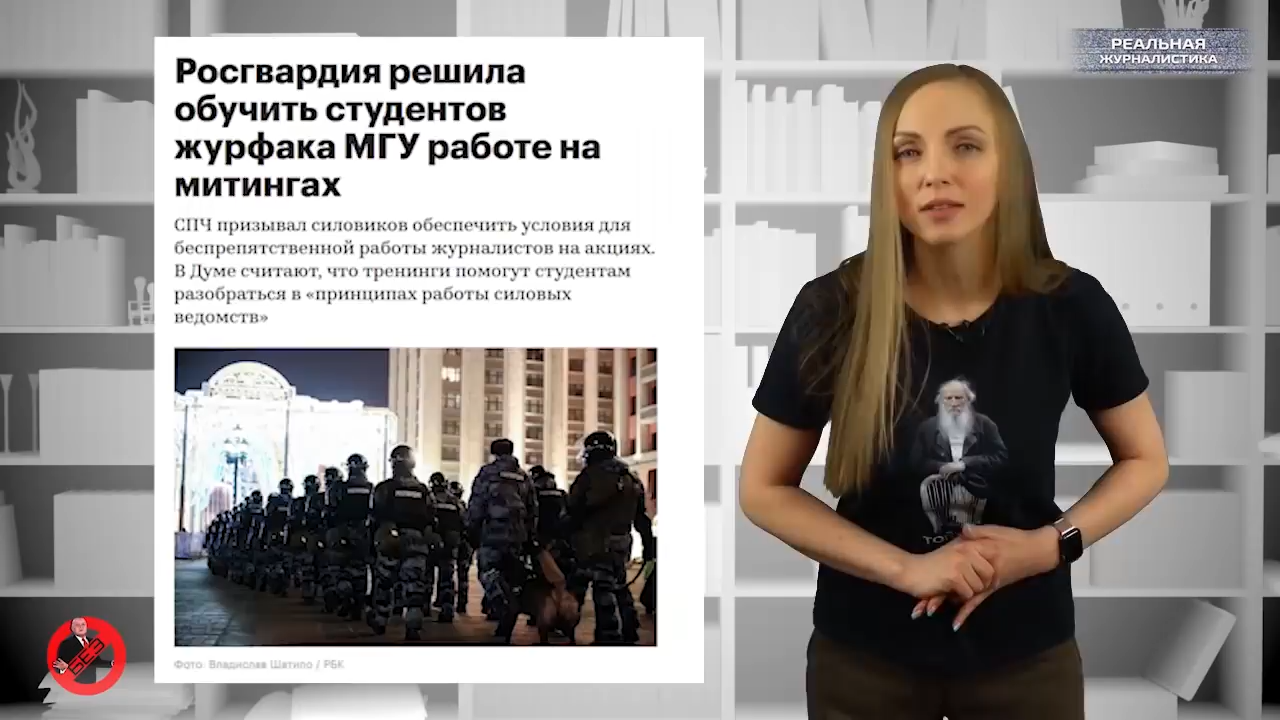 Росгвардия решила
обучить студентов
журфака МГУ работе на
митингах
СПЧ призывал силовиков обеспечить условия для
беспрепятственной работы журналистов на акциях.
В Думе считают, что тренинги помогут студентам
разобраться в «принципах работы силовых
ведомств»
Фото: Владислав Шатило / РБК
РЕАЛЬНАЯ
ЖУРНАЛИСТИКА